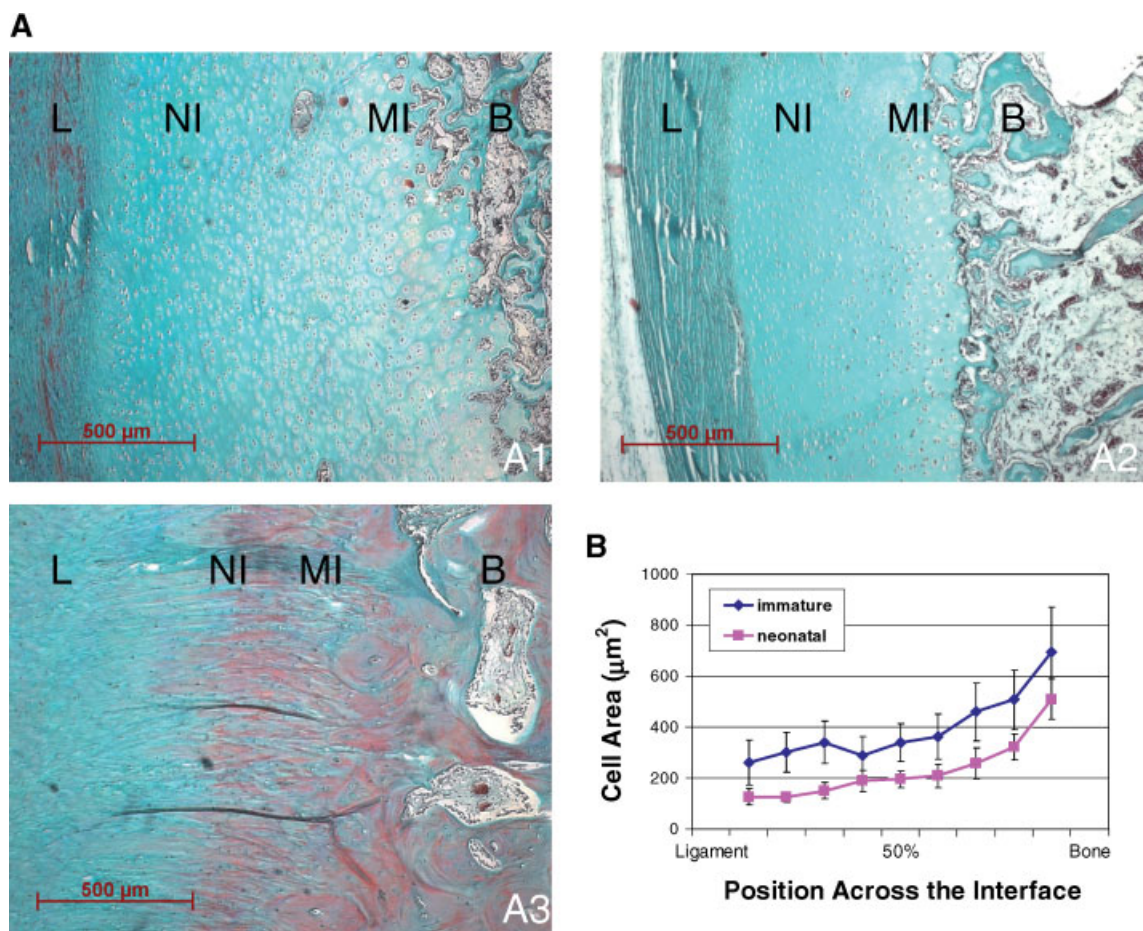 A
L NI MI B
500 µm
A1
L NI MI B
500 µm
A2
L NI MI B
500 µm
A3
B
1000
800
600
400
200
0
immature
neonatal
Cell Area (µm²)
Ligament 50% Bone
Position Across the Interface